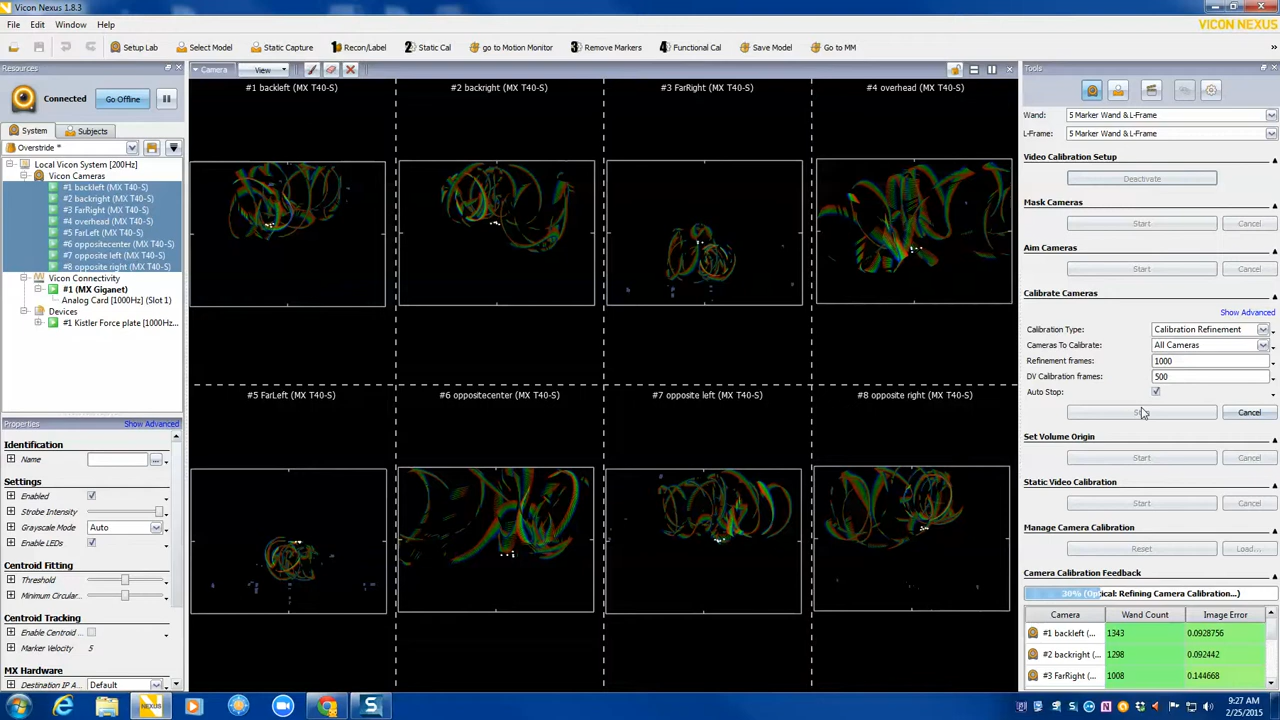 Vicon Nexus 1.8.3
File Edit Window Help
VICON NEXUS
Setup Lab Select Model Static Capture 1 Recon/Label 2 Static Cal go to Motion Monitor 3 Remove Markers 4 Functional Cal Save Model Go to MM
Resources
Connected
Go Offline
System Subjects
Overstride *
Local Vicon System [200Hz]
Vicon Cameras
#1 backleft (MX T40-S)
#2 backright (MX T40-S)
#3 FarRight (MX T40-S)
#4 overhead (MX T40-S)
#5 FarLeft (MX T40-S)
#6 oppositecenter (MX T40-S)
#7 opposite left (MX T40-S)
#8 opposite right (MX T40-S)
Vicon Connectivity
#1 (MX Giganet)
Analog Card [1000Hz] (Slot 1)
Devices
#1 Kistler Force plate [1000Hz...
Properties
Show Advanced
Identification
Name
...
Settings
Enabled
Strobe Intensity
Grayscale Mode Auto
Enable LEDs
Centroid Fitting
Threshold
Minimum Circular...
Centroid Tracking
Enable Centroid ...
Marker Velocity 5
MX Hardware
Destination IP A... Default
Camera View
#1 backleft (MX T40-S) #2 backright (MX T40-S) #3 FarRight (MX T40-S) #4 overhead (MX T40-S)
#5 FarLeft (MX T40-S) #6 oppositecenter (MX T40-S) #7 opposite left (MX T40-S) #8 opposite right (MX T40-S)
Tools
Wand: 5 Marker Wand & L-Frame
L-Frame: 5 Marker Wand & L-Frame
Video Calibration Setup
Deactivate
Mask Cameras
Start Cancel
Aim Cameras
Start Cancel
Calibrate Cameras
Show Advanced
Calibration Type: Calibration Refinement
Cameras To Calibrate: All Cameras
Refinement frames: 1000
DV Calibration frames: 500
Auto Stop:
Cancel
Set Volume Origin
Start Cancel
Static Video Calibration
Start Cancel
Manage Camera Calibration
Reset Load...
Camera Calibration Feedback
30% (Optical: Refining Camera Calibration...)
Camera Wand Count Image Error
#1 backleft (... 1343 0.0928756
#2 backright (... 1298 0.092442
#3 FarRight (... 1008 0.144668
9:27 AM
2/25/2015